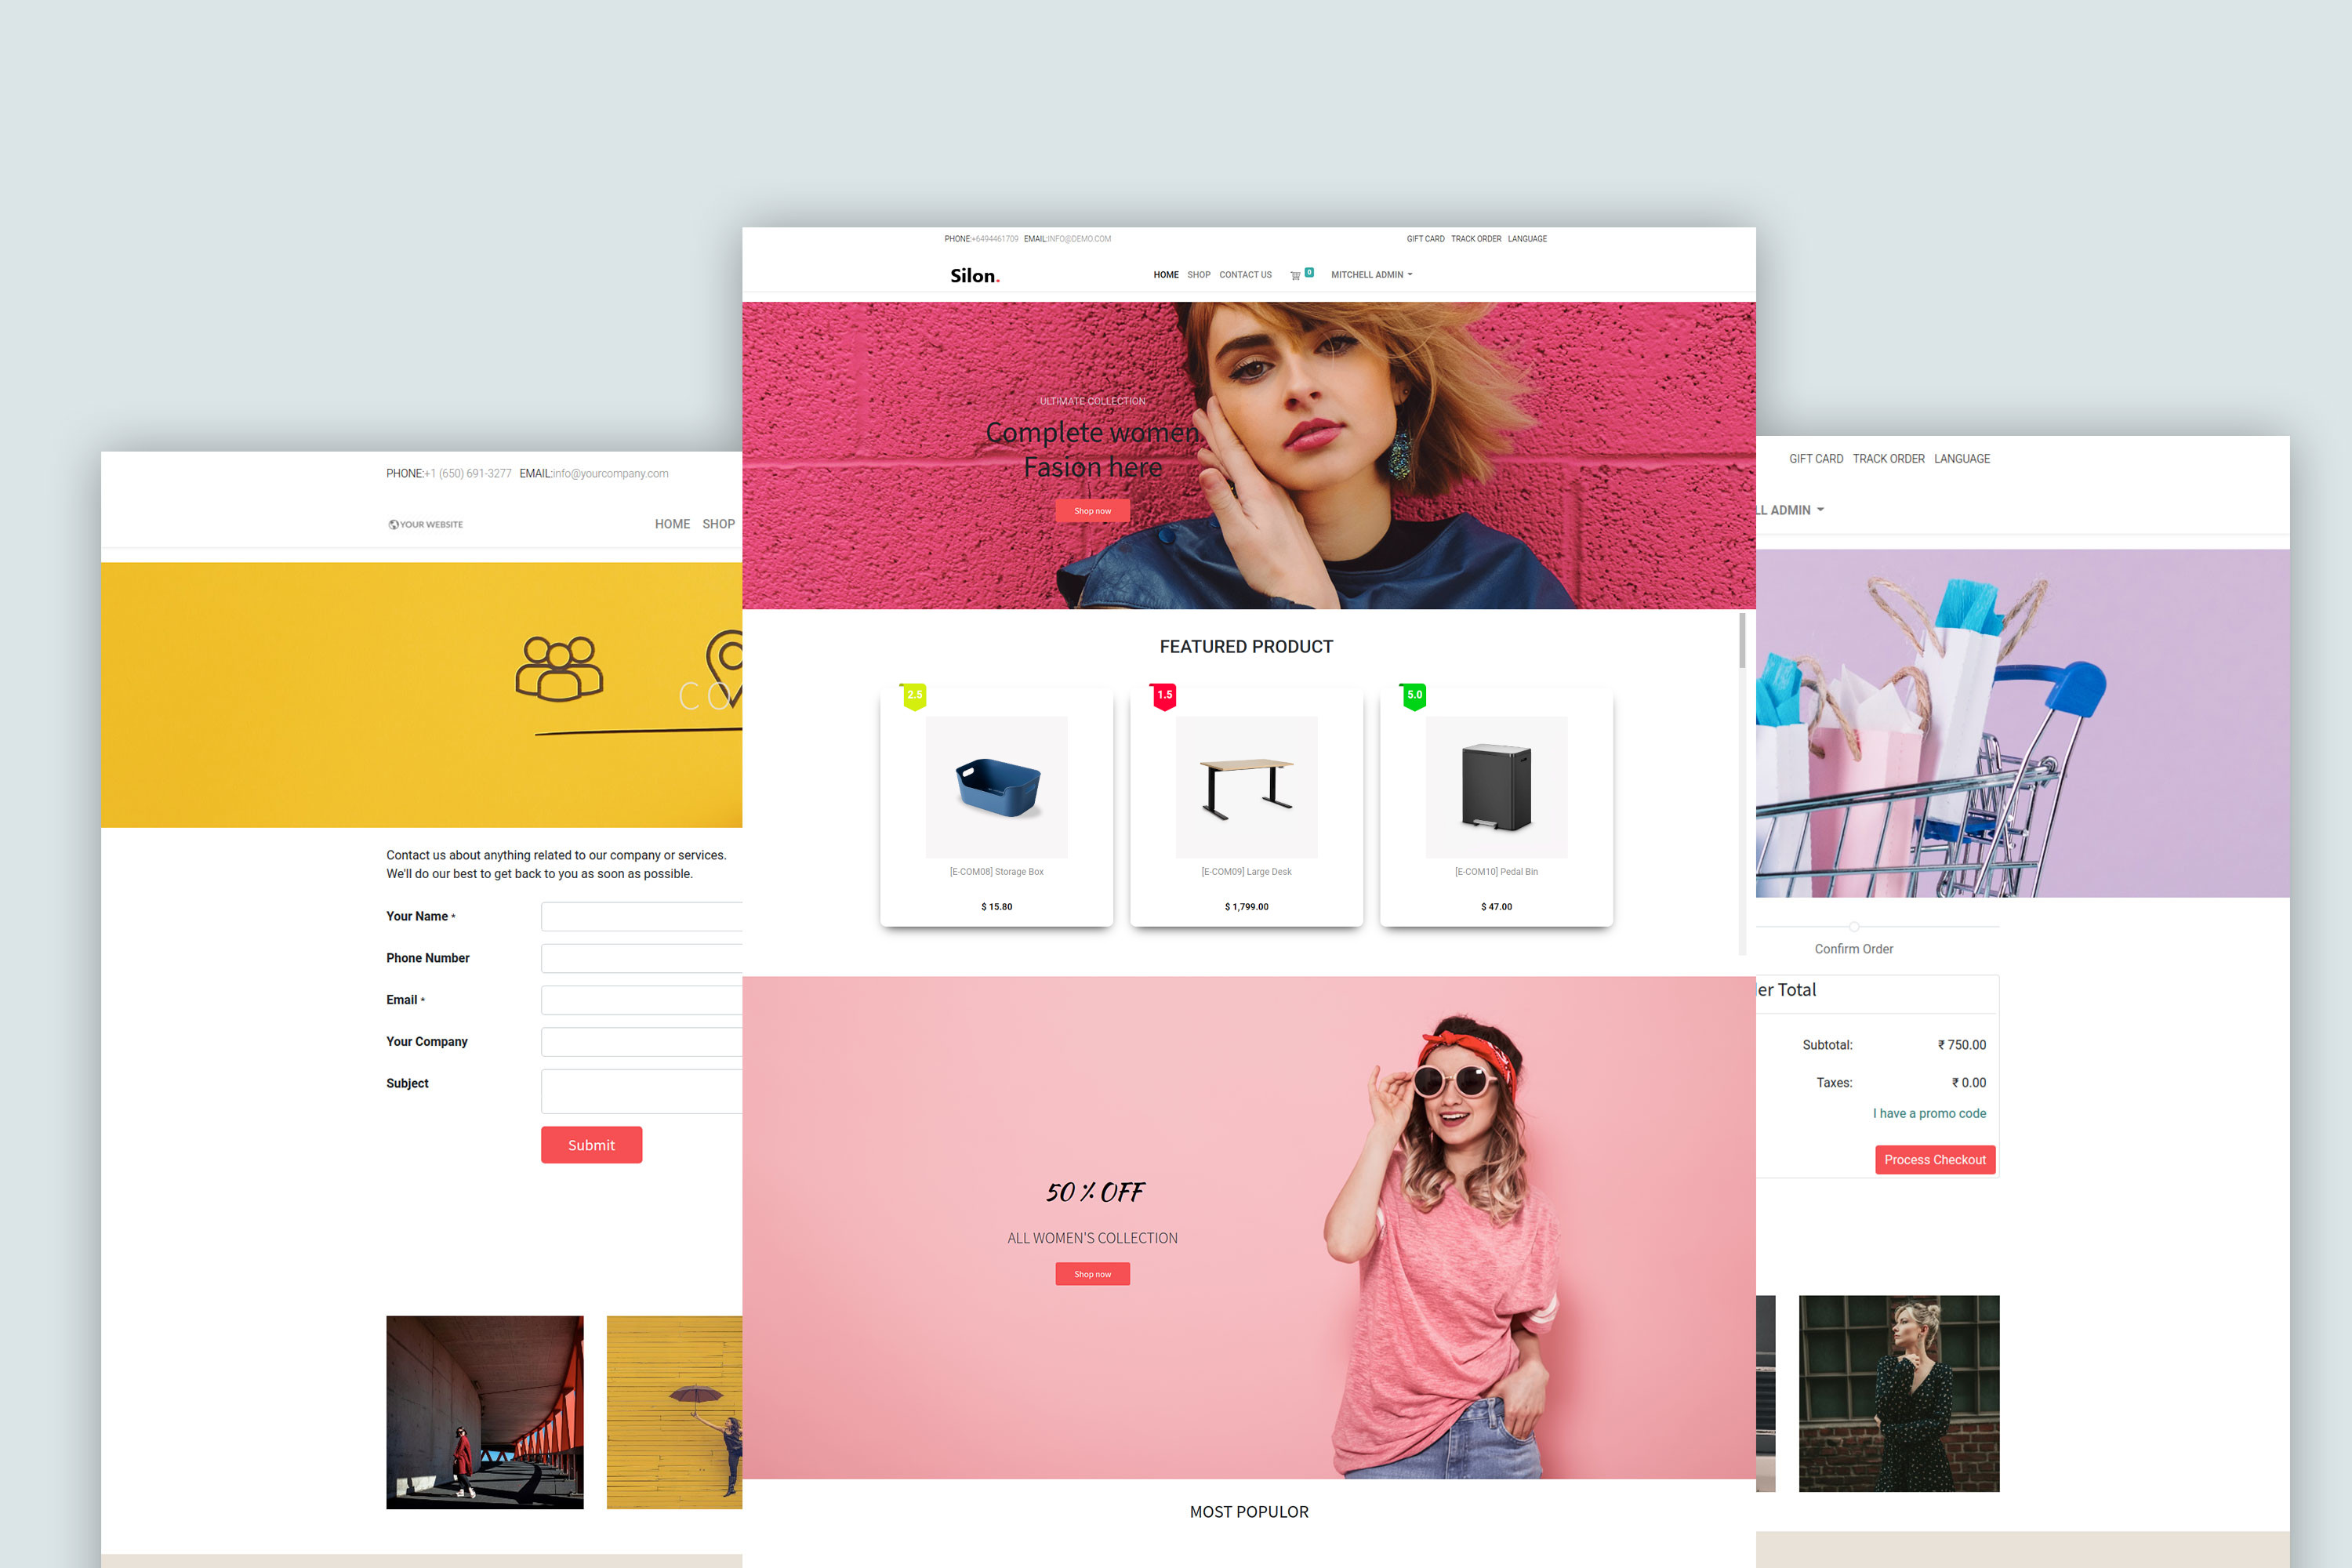 PHONE:+6494461709 EMAIL:INFO@DEMO.COM
GIFT CARD TRACK ORDER LANGUAGE
Silon.
HOME SHOP CONTACT US 0 MITCHELL ADMIN
ULTIMATE COLLECTION
Complete women
Fasion here
Shop now
FEATURED PRODUCT
2.5
1.5
5.0
[E-COM08] Storage Box
[E-COM09] Large Desk
[E-COM10] Pedal Bin
$ 15.80
$ 1,799.00
$ 47.00
50 % OFF
ALL WOMEN'S COLLECTION
Shop now
MOST POPULOR
PHONE:+1 (650) 691-3277 EMAIL:info@yourcompany.com
YOUR WEBSITE
HOME SHOP
CO
Contact us about anything related to our company or services.
We'll do our best to get back to you as soon as possible.
Your Name *
Phone Number
Email *
Your Company
Subject
Submit
GIFT CARD TRACK ORDER LANGUAGE
LL ADMIN
Confirm Order
er Total
Subtotal: ₹ 750.00
Taxes: ₹ 0.00
I have a promo code
Process Checkout